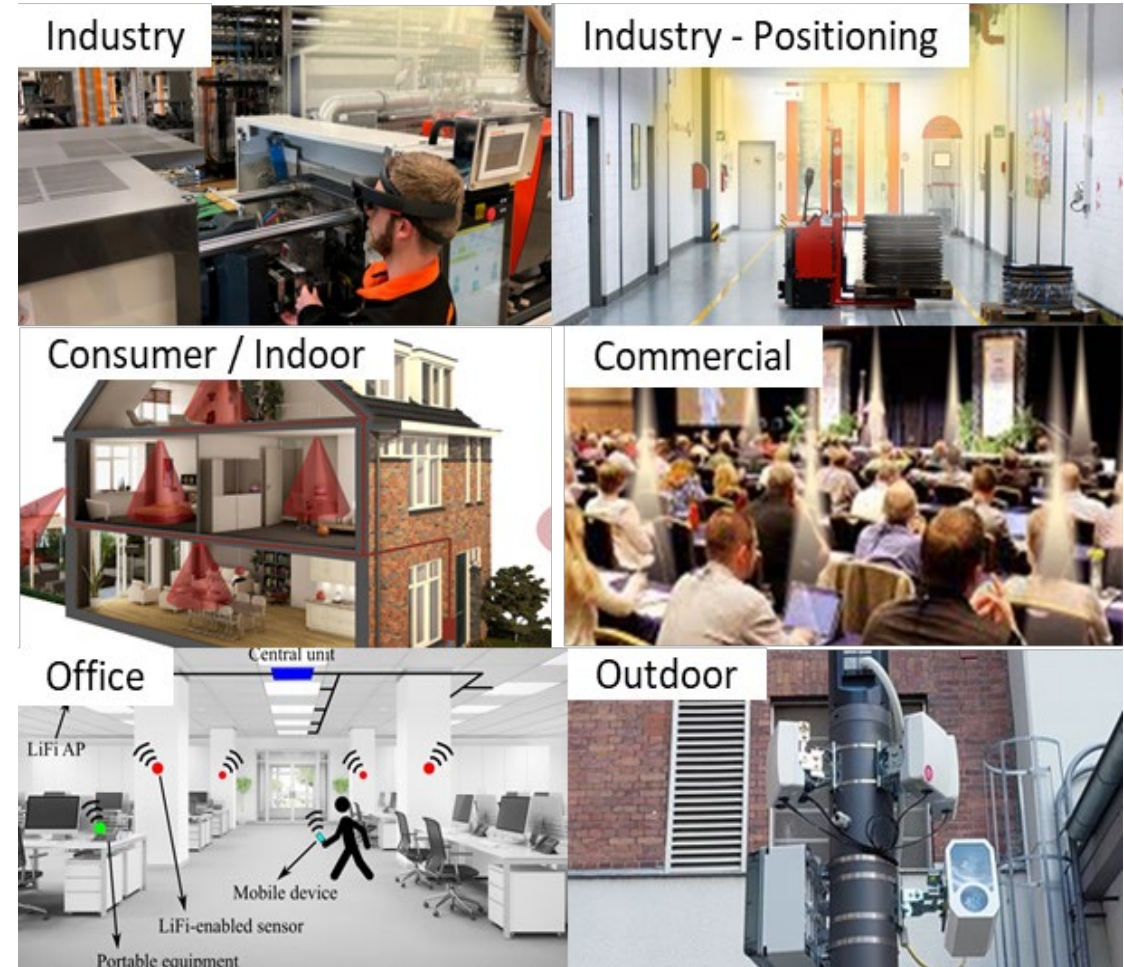 Industry
Industry - Positioning
Consumer / Indoor
Commercial
Office
Central unit
LiFi AP
Mobile device
LiFi-enabled sensor
Portable equipment
Outdoor